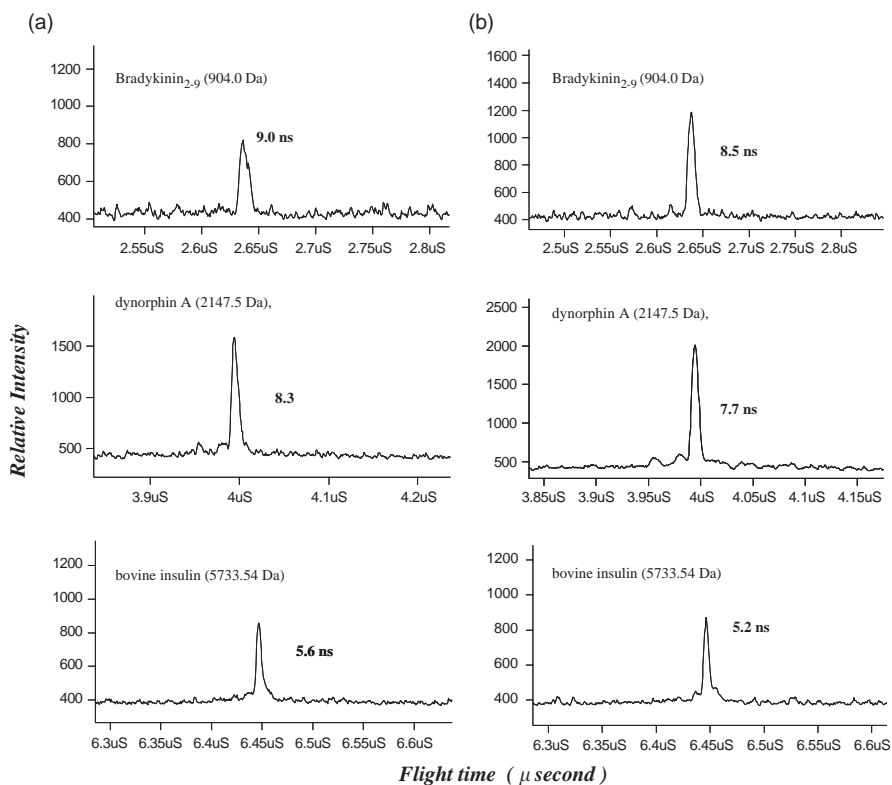 (a)
1200
1000
800
600
400
Bradykinin2-9 (904.0 Da)
9.0 ns
2.55uS 2.6uS 2.65uS 2.7uS 2.75uS 2.8uS
1500
1000
500
dynorphin A (2147.5 Da),
8.3
3.9uS 4uS 4.1uS 4.2uS
1200
1000
800
600
400
bovine insulin (5733.54 Da)
5.6 ns
6.3uS 6.35uS 6.4uS 6.45uS 6.5uS 6.55uS 6.6uS
(b)
1600
1400
1200
1000
800
600
400
Bradykinin2-9 (904.0 Da)
8.5 ns
2.5uS 2.55uS 2.6uS 2.65uS 2.7uS 2.75uS 2.8uS
2500
2000
1500
1000
500
dynorphin A (2147.5 Da),
7.7 ns
3.85uS 3.9uS 3.95uS 4uS 4.05uS 4.1uS 4.15uS
1200
1000
800
600
400
bovine insulin (5733.54 Da)
5.2 ns
6.3uS 6.35uS 6.4uS 6.45uS 6.5uS 6.55uS 6.6uS
Relative Intensity
Flight time ( μ second )